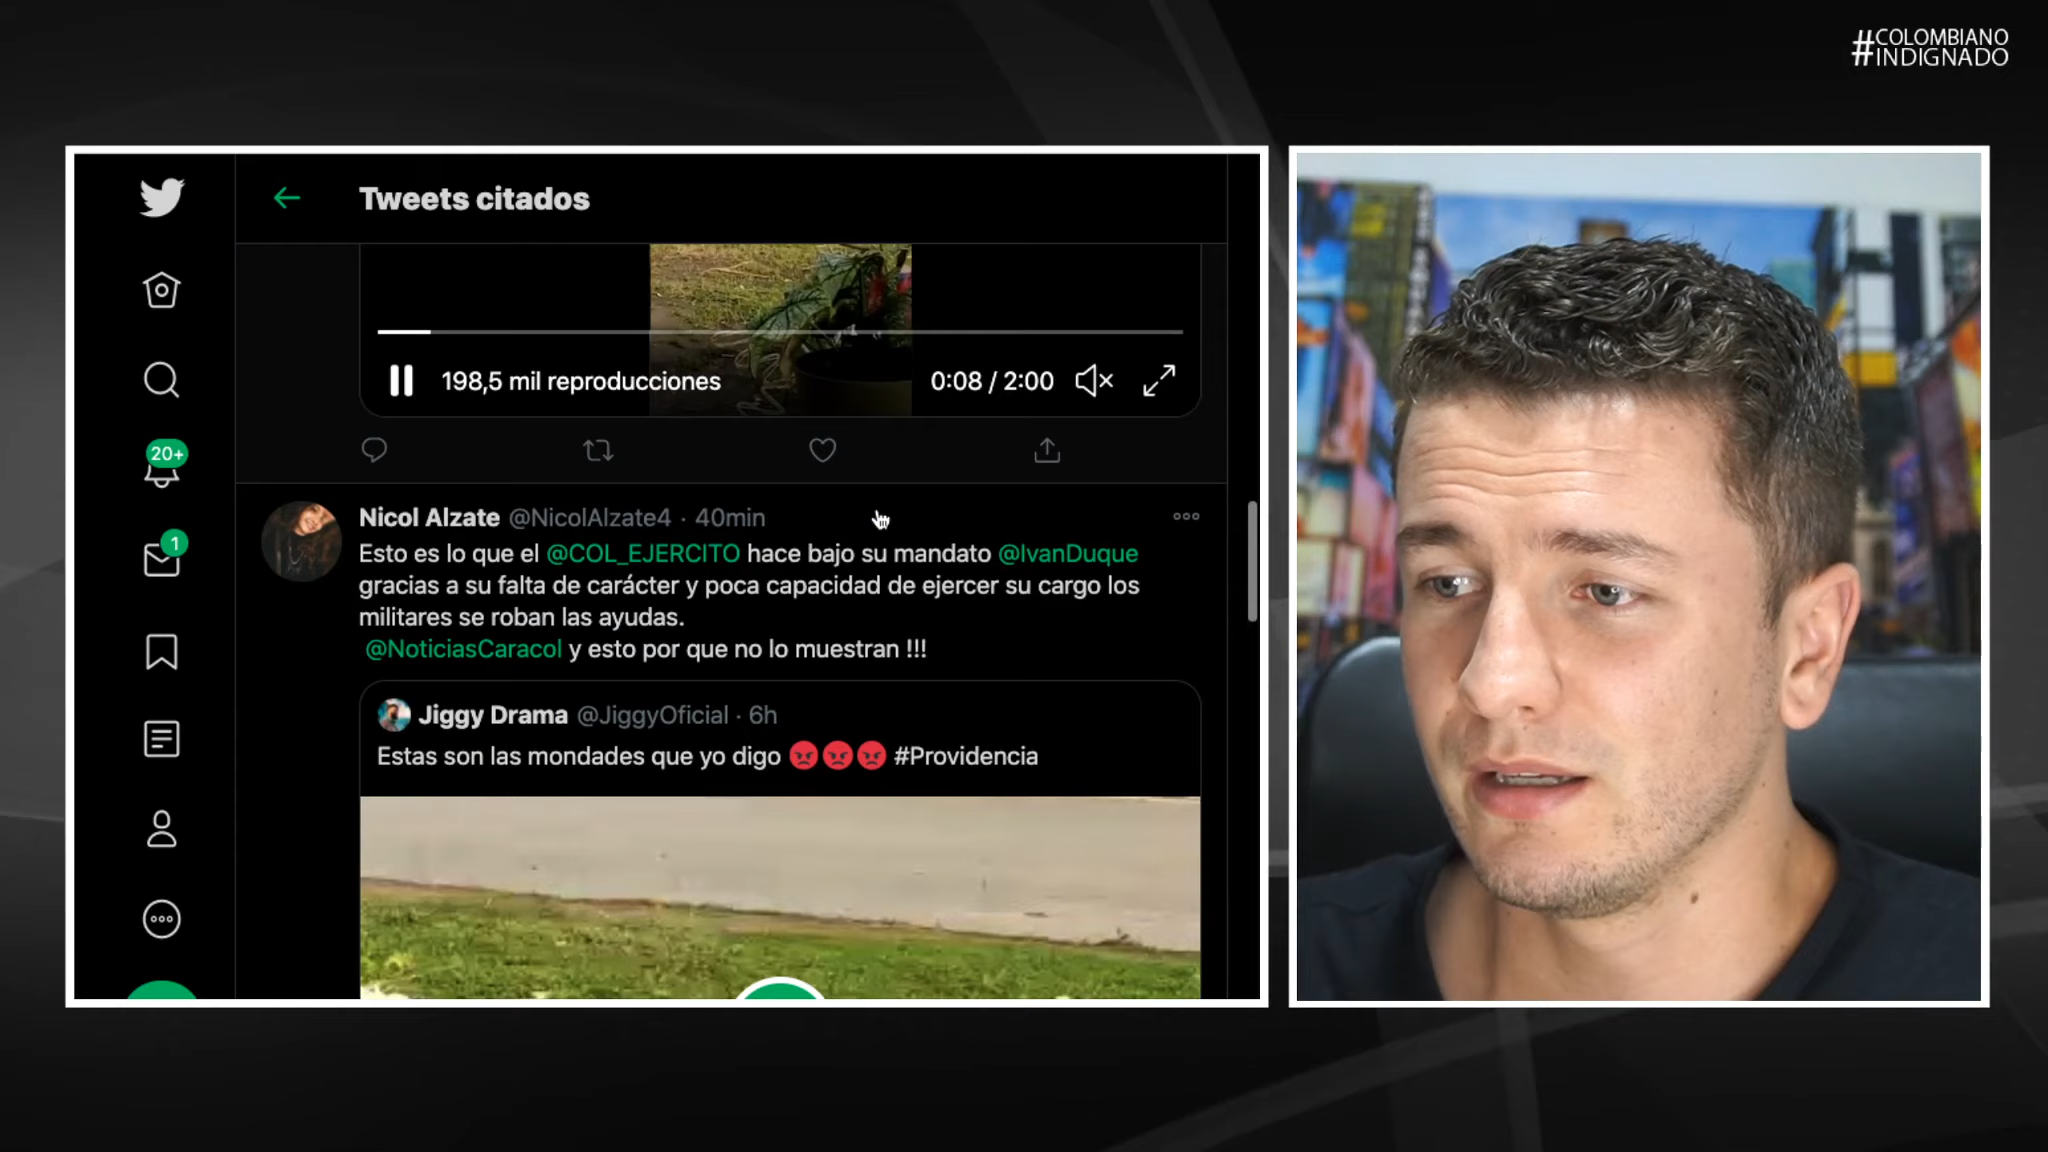 #COLOMBIANO
INDIGNADO
Tweets citados
198,5 mil reproducciones
0:08 / 2:00
20+
1
Nicol Alzate @NicolAlzate4 · 40min
Esto es lo que el @COL_EJERCITO hace bajo su mandato @IvanDuque
gracias a su falta de carácter y poca capacidad de ejercer su cargo los
militares se roban las ayudas.
@NoticiasCaracol y esto por que no lo muestran !!!
Jiggy Drama @JiggyOficial · 6h
Estas son las mondades que yo digo 😡😡😡 #Providencia